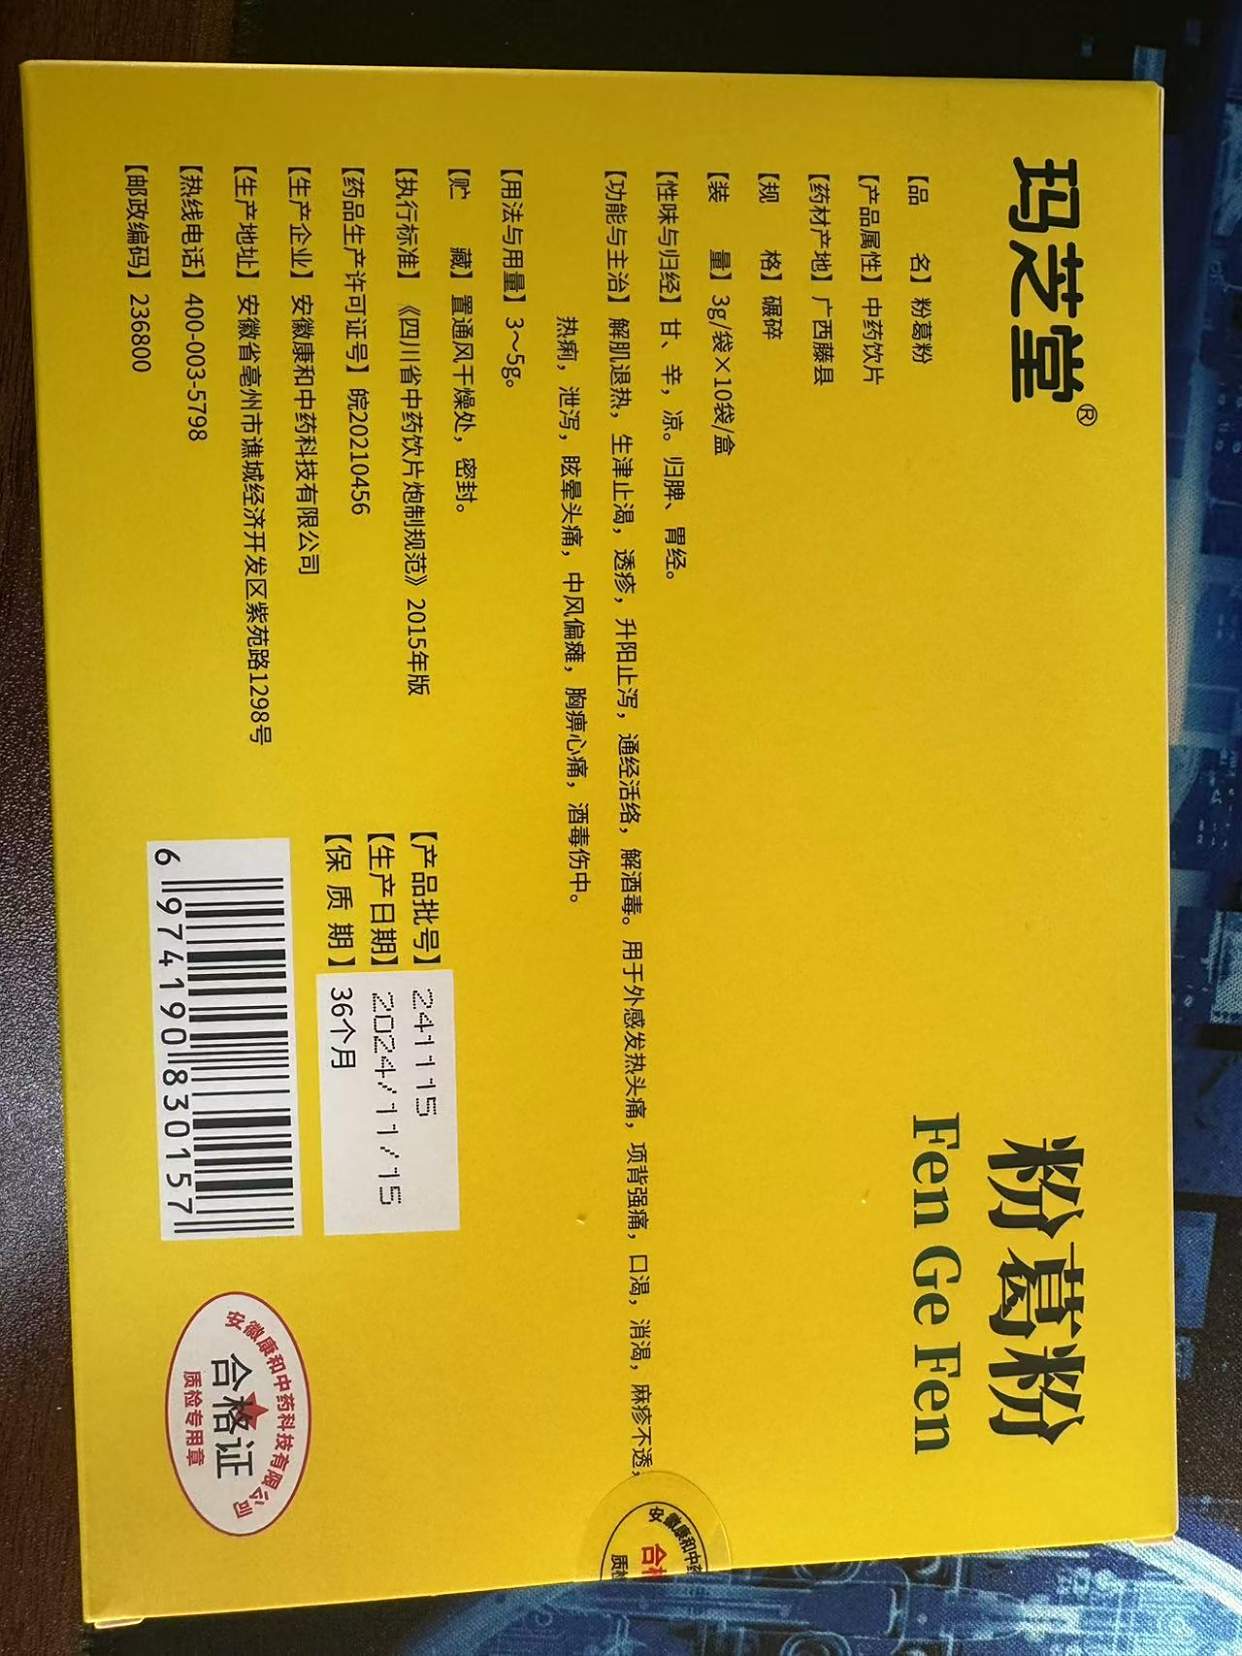 玛芝堂®
粉葛粉
Fen Ge Fen
【品 名】粉葛粉
【产品属性】中药饮片
【药材产地】广西藤县
【规 格】碾碎
【装 量】3g/袋×10袋/盒
【性味与归经】甘、辛，凉。归脾、胃经。
【功能与主治】解肌退热，生津止渴，透疹，升阳止泻，通经活络，解酒毒。用于外感发热头痛，项背强痛，口渴，消渴，麻疹不透，
热痢，泄泻，眩晕头痛，中风偏瘫，胸痹心痛，酒毒伤中。
【用法与用量】3～5g。
【贮 藏】置通风干燥处，密封。
【执行标准】《四川省中药饮片炮制规范》2015年版
【药品生产许可证号】皖20210456
【生产企业】安徽康和中药科技有限公司
【生产地址】安徽省亳州市谯城经济开发区紫苑路1298号
【热线电话】400-003-5798
【邮政编码】236800
【产品批号】241115
【生产日期】2024/11/15
【保 质 期】36个月
6 974190 830157
安徽康和中药科技有限公司
合格证
质检专用章
安徽康和中药
合格
质检